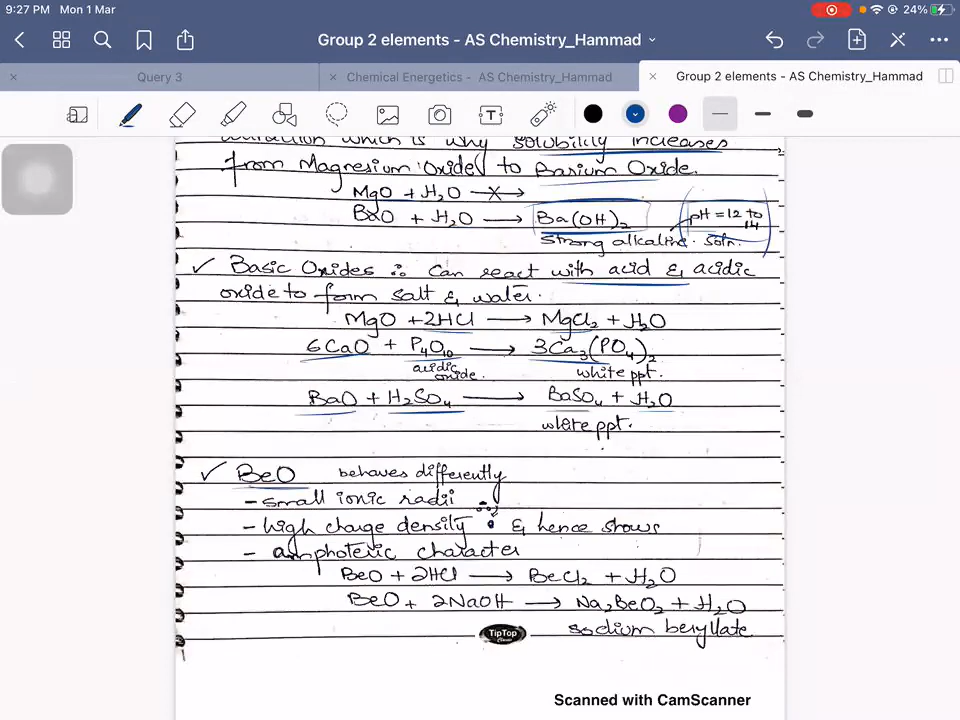 9:27 PM Mon 1 Mar
24%
Group 2 elements - AS Chemistry_Hammad
Query 3
Chemical Energetics - AS Chemistry_Hammad
Group 2 elements - AS Chemistry_Hammad
which is why solubility increases
from Magnesium Oxide to Barium Oxide.
MgO + H₂O —X→
BaO + H₂O → Ba(OH)₂ pH = 12 to 14
strong alkaline soln.
✓ Basic Oxides ∴ can react with acid & acidic
oxide to form salt & water.
MgO + 2HCl → MgCl₂ + H₂O
6CaO + P₄O₁₀ → 3Ca₃(PO₄)₂
acidic oxide. white ppt.
BaO + H₂SO₄ → BaSO₄ + H₂O
white ppt.
✓ BeO behaves differently
- small ionic radii
- high charge density & hence shows
- amphoteric character
BeO + 2HCl → BeCl₂ + H₂O
BeO + 2NaOH → Na₂BeO₂ + H₂O
TipTop
sodium beryllate
Scanned with CamScanner